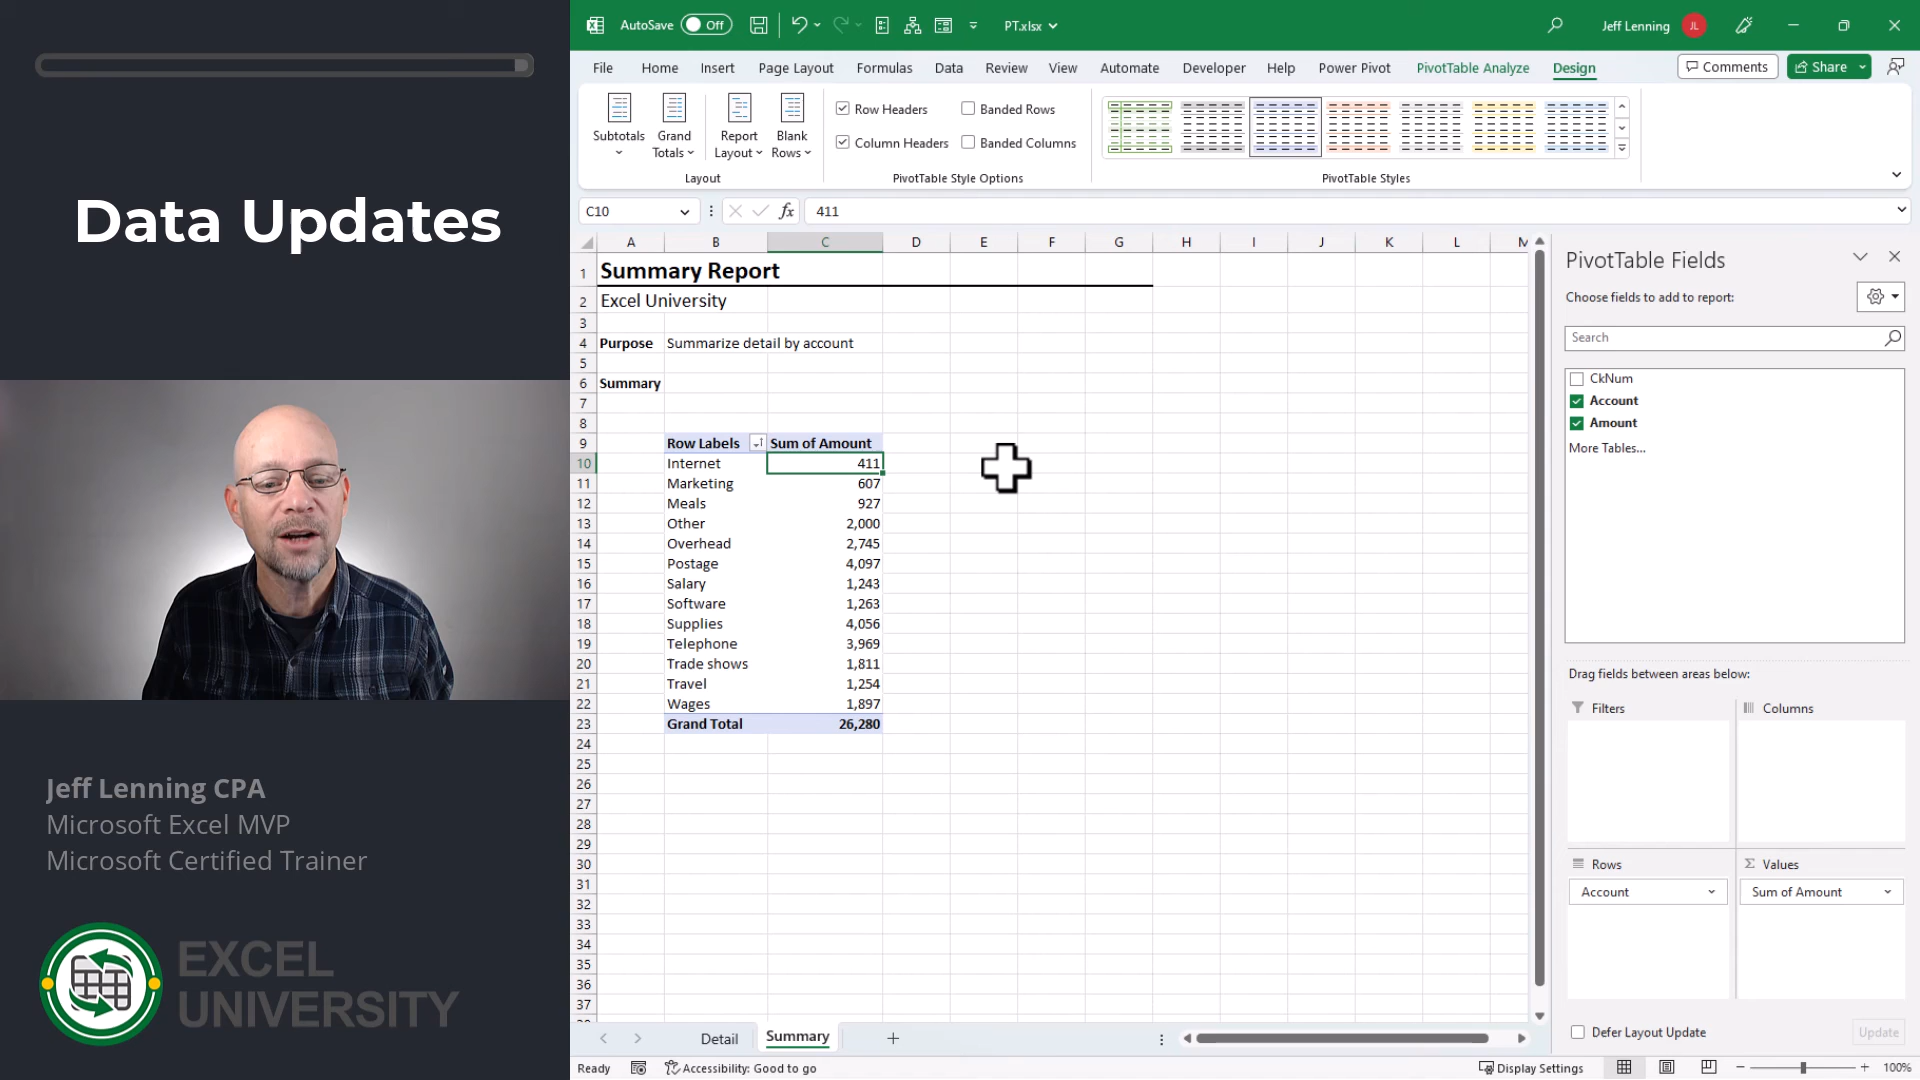 Data Updates
Jeff Lenning CPA
Microsoft Excel MVP
Microsoft Certified Trainer
EXCEL
UNIVERSITY
AutoSave Off
PT.xlsx
Jeff Lenning JL
File Home Insert Page Layout Formulas Data Review View Automate Developer Help Power Pivot PivotTable Analyze Design
Comments Share
Subtotals Grand Totals Report Layout Blank Rows
Row Headers Banded Rows
Column Headers Banded Columns
Layout PivotTable Style Options PivotTable Styles
C10 fx 411
A B C D E F G H I J K L M
1 Summary Report
2 Excel University
3
4 Purpose Summarize detail by account
5
6 Summary
7
8
9 Row Labels Sum of Amount
10 Internet 411
11 Marketing 607
12 Meals 927
13 Other 2,000
14 Overhead 2,745
15 Postage 4,097
16 Salary 1,243
17 Software 1,263
18 Supplies 4,056
19 Telephone 3,969
20 Trade shows 1,811
21 Travel 1,254
22 Wages 1,897
23 Grand Total 26,280
24
25
26
27
28
29
30
31
32
33
34
35
36
37
PivotTable Fields
Choose fields to add to report:
Search
CkNum
Account
Amount
More Tables...
Drag fields between areas below:
Filters Columns
Rows Values
Account Sum of Amount
Defer Layout Update Update
Detail Summary
Ready Accessibility: Good to go Display Settings 100%